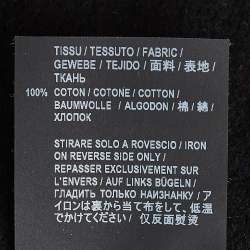 TISSU / TESSUTO / FABRIC /
GEWEBE / TEJIDO / 面料 / 表地 /
ТКАНЬ
100% COTON / COTONE / COTTON /
BAUMWOLLE / ALGODON / 棉 / 綿 /
ХЛОПОК
STIRARE SOLO A ROVESCIO / IRON
ON REVERSE SIDE ONLY /
REPASSER EXCLUSIVEMENT SUR
L'ENVERS / AUF LINKS BÜGELN /
ГЛАДИТЬ ТОЛЬКО НАИЗНАНКУ / ア
イロンは裏から当て布をして、低温
でかけてください / 仅反面熨烫